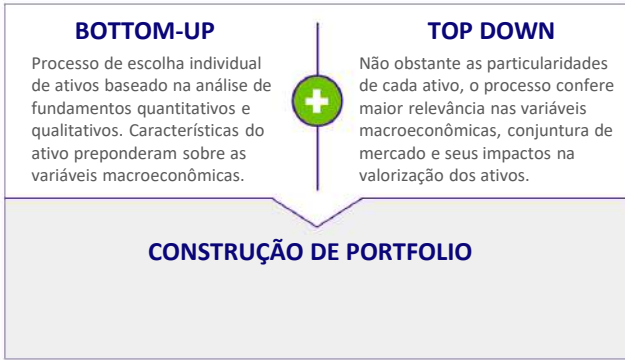 BOTTOM-UP
Processo de escolha individual
de ativos baseado na análise de
fundamentos quantitativos e
qualitativos. Características do
ativo preponderam sobre as
variáveis macroeconômicas.
TOP DOWN
Não obstante as particularidades
de cada ativo, o processo confere
maior relevância nas variáveis
macroeconômicas, conjuntura de
mercado e seus impactos na
valorização dos ativos.
CONSTRUÇÃO DE PORTFOLIO